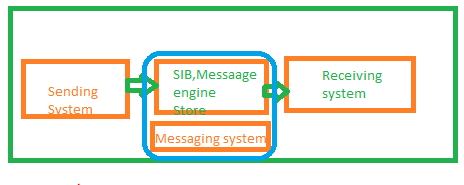 Sending
System
SIB,Messaage
engine
Store
Messaging system
Receiving
system